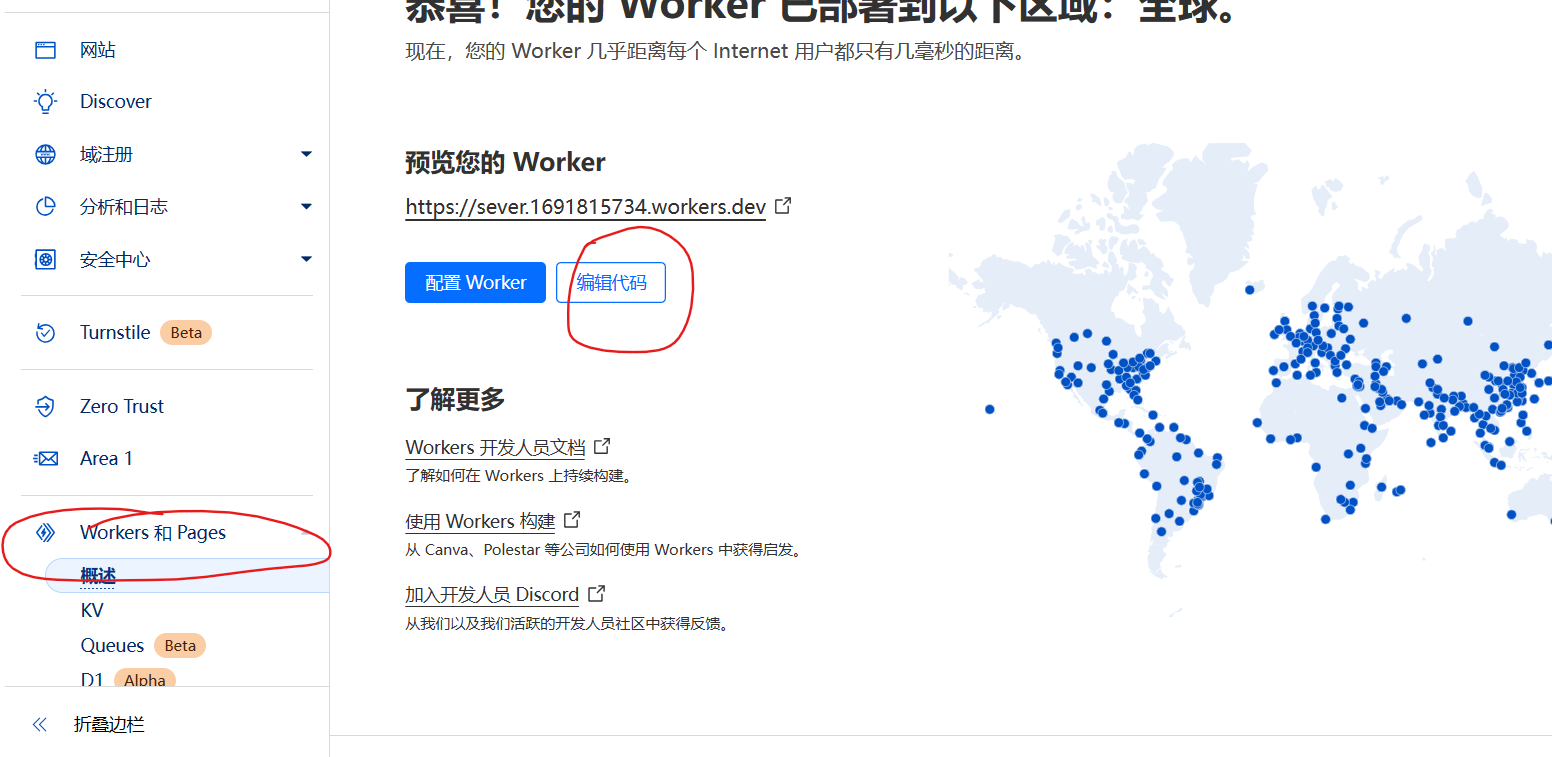 网站
Discover
域注册
分析和日志
安全中心
Turnstile Beta
Zero Trust
Area 1
Workers 和 Pages
概述
KV
Queues Beta
D1 Alpha
折叠边栏
恭喜！您的 Worker 已部署到以下区域：全球。
现在，您的 Worker 几乎距离每个 Internet 用户都只有几毫秒的距离。
预览您的 Worker
https://sever.1691815734.workers.dev
配置 Worker 编辑代码
了解更多
Workers 开发人员文档
了解如何在 Workers 上持续构建。
使用 Workers 构建
从 Canva、Polestar 等公司如何使用 Workers 中获得启发。
加入开发人员 Discord
从我们以及我们活跃的开发人员社区中获得反馈。